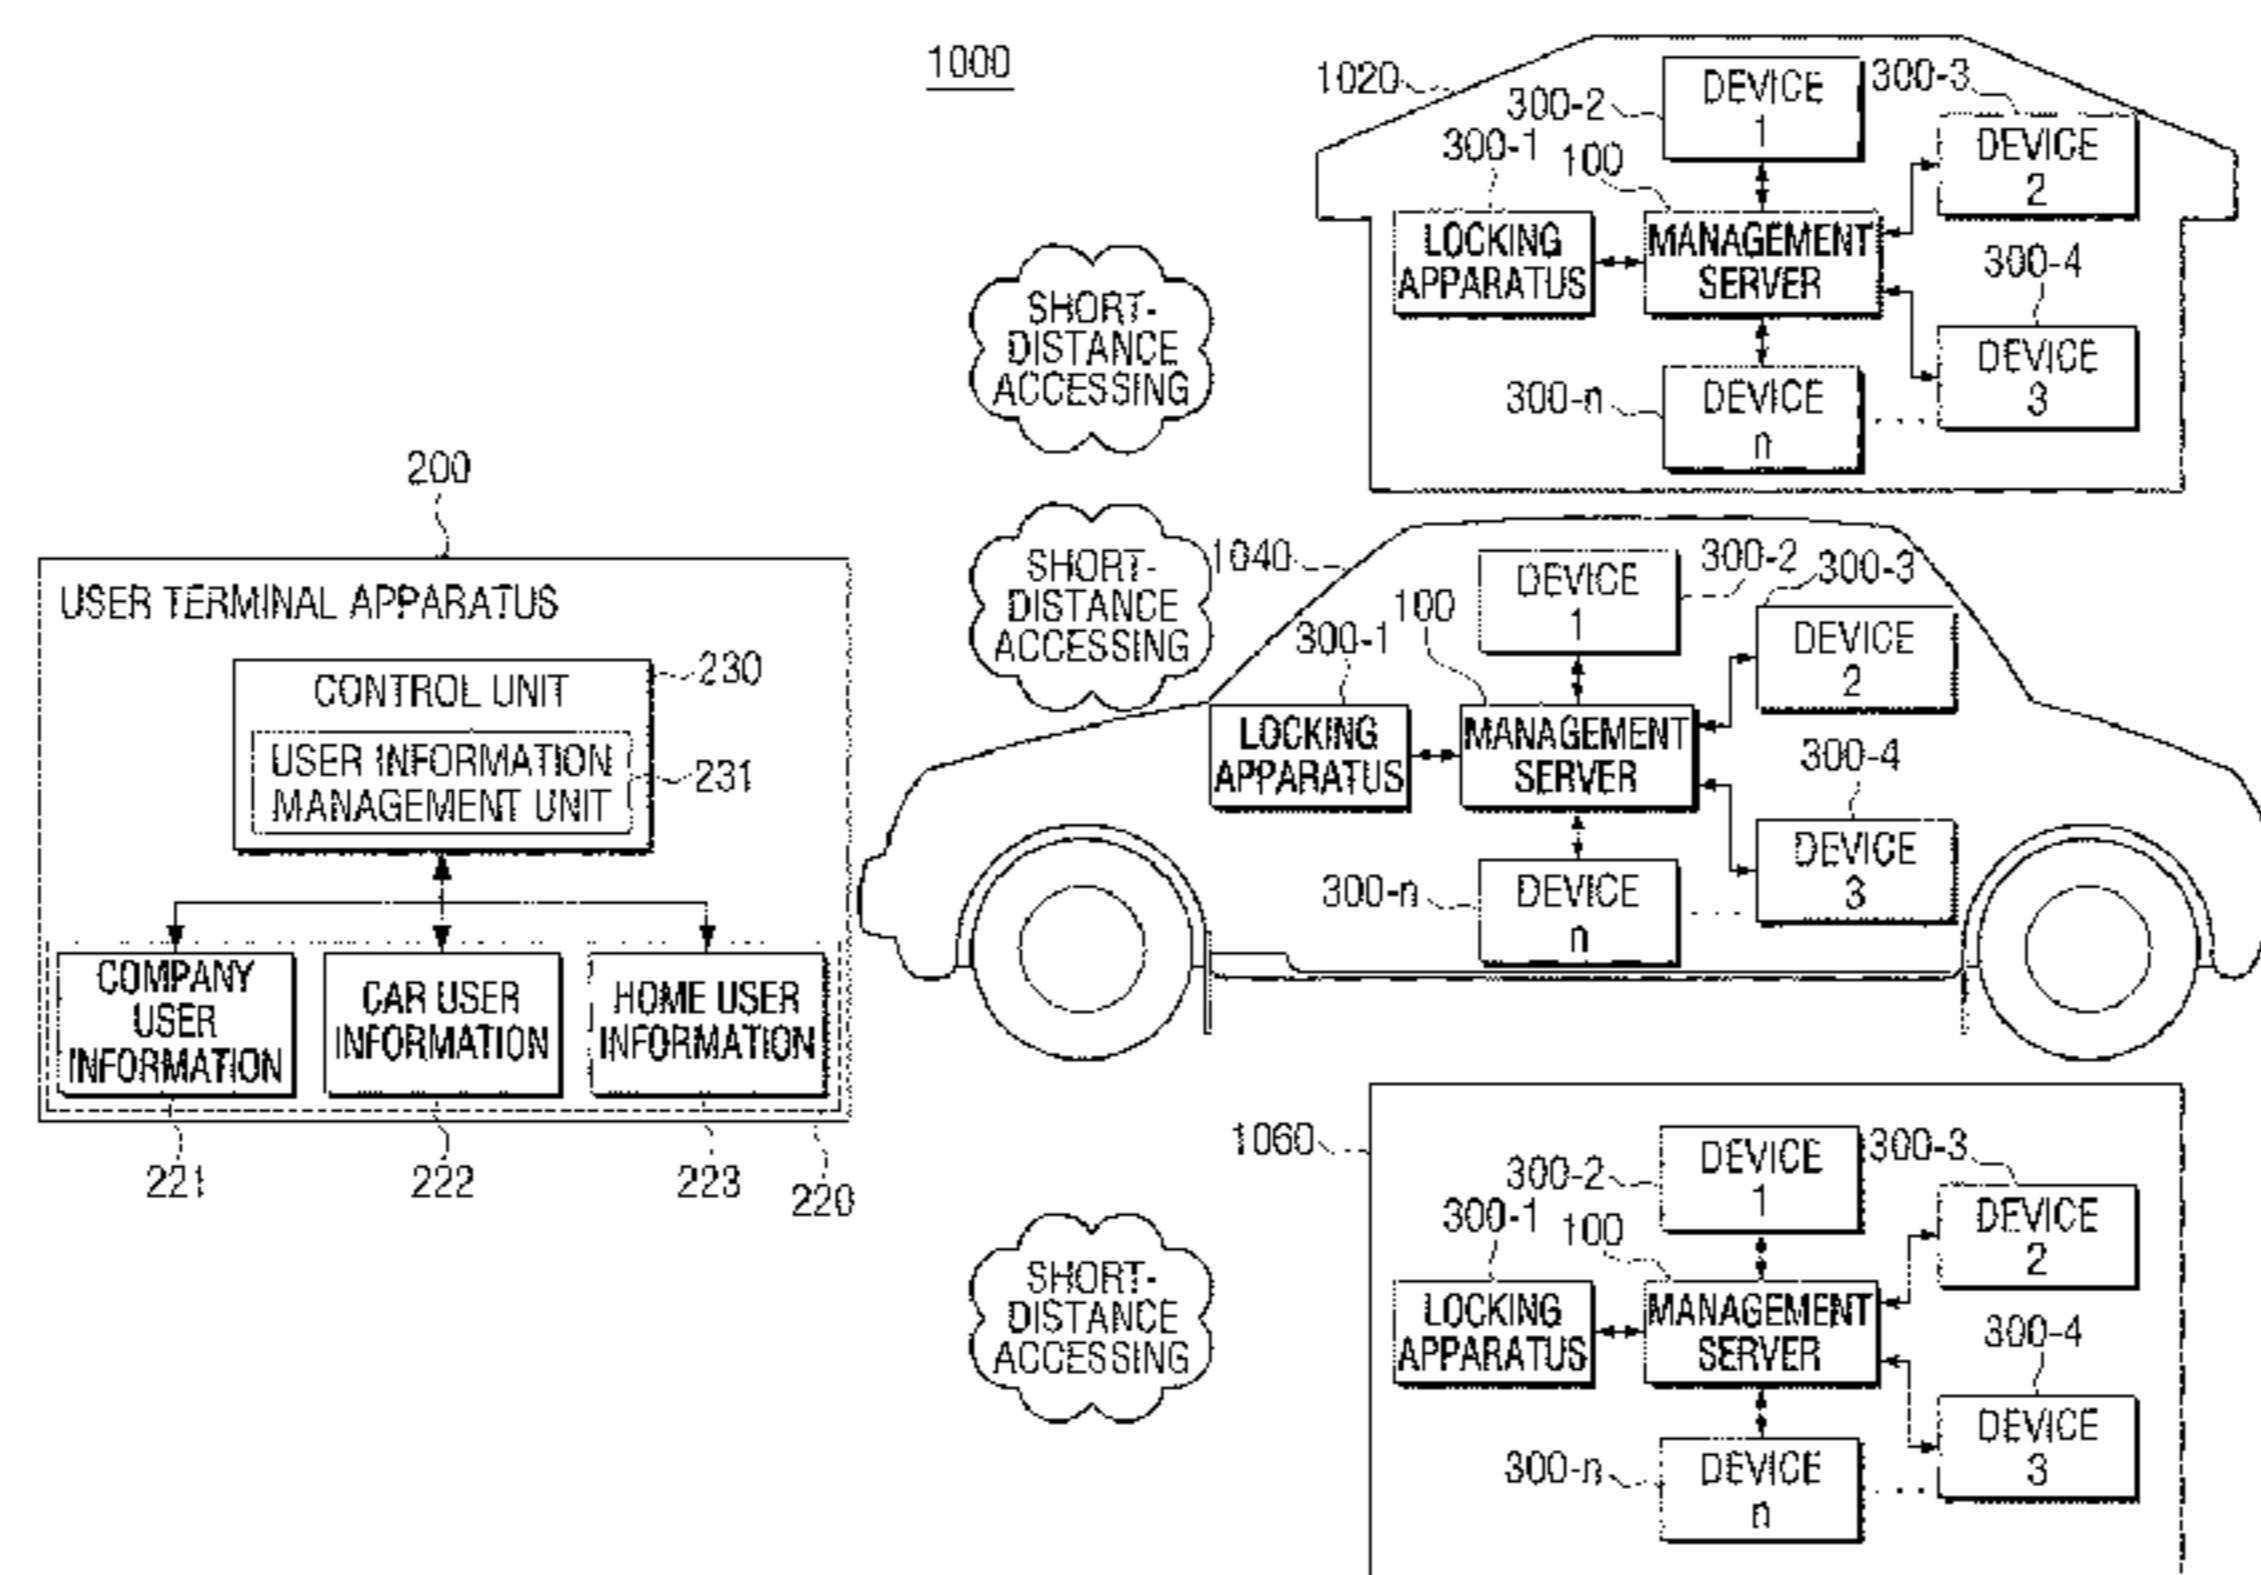 1000
1020
DEVICE
1
300-2
300-3
DEVICE
2
300-1
100
LOCKING
APPARATUS
MANAGEMENT
SERVER
300-4
DEVICE
3
300-n
DEVICE
n
. . .
SHORT-
DISTANCE
ACCESSING
200
USER TERMINAL APPARATUS
CONTROL UNIT
230
USER INFORMATION
MANAGEMENT UNIT
231
COMPANY
USER
INFORMATION
CAR USER
INFORMATION
HOME USER
INFORMATION
221
222
223
220
SHORT-
DISTANCE
ACCESSING
1040
DEVICE
1
300-2
300-3
DEVICE
2
300-1
100
LOCKING
APPARATUS
MANAGEMENT
SERVER
300-4
DEVICE
3
300-n
DEVICE
n
. . .
SHORT-
DISTANCE
ACCESSING
1060
DEVICE
1
300-2
300-3
DEVICE
2
300-1
100
LOCKING
APPARATUS
MANAGEMENT
SERVER
300-4
DEVICE
3
300-n
DEVICE
n
. . .